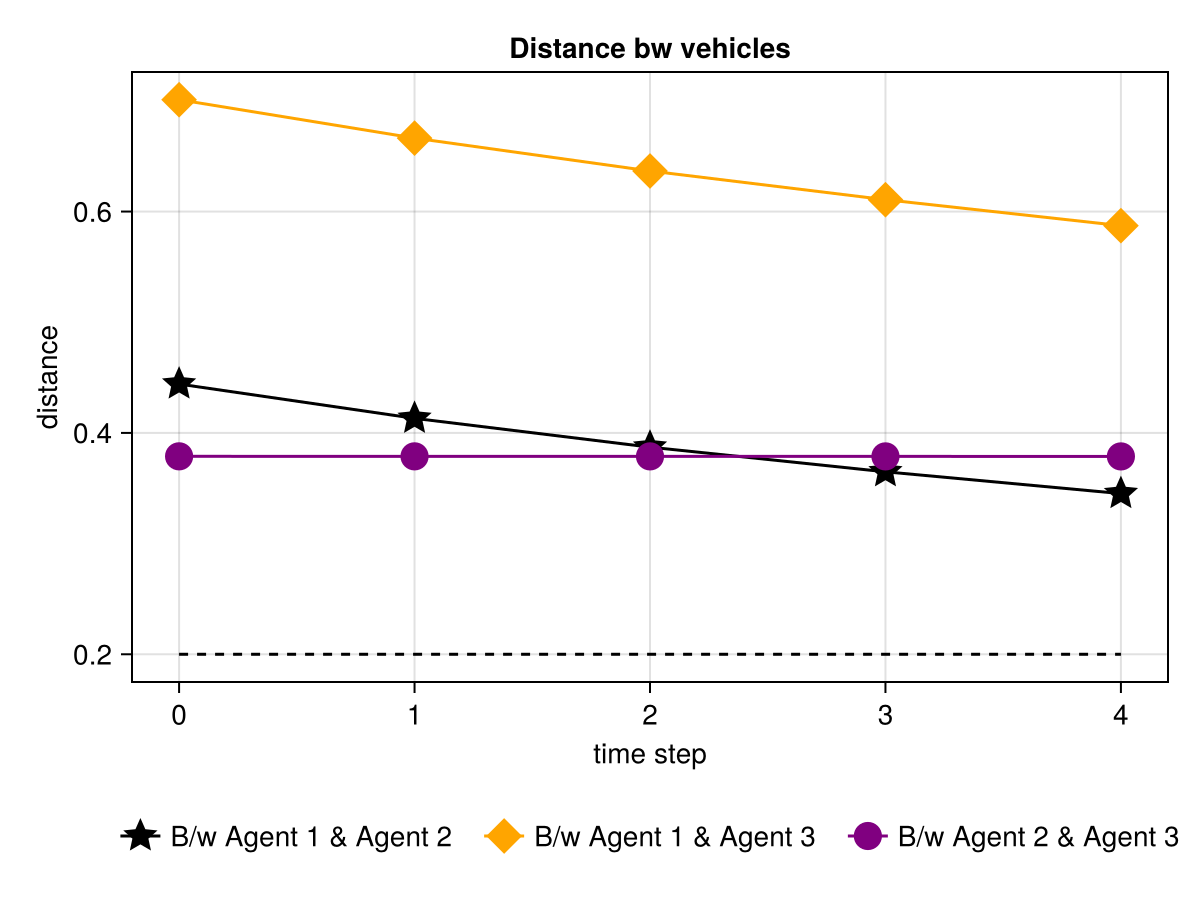 Distance bw vehicles
distance
0.6
0.4
0.2
0 1 2 3 4
time step
B/w Agent 1 & Agent 2 B/w Agent 1 & Agent 3 B/w Agent 2 & Agent 3